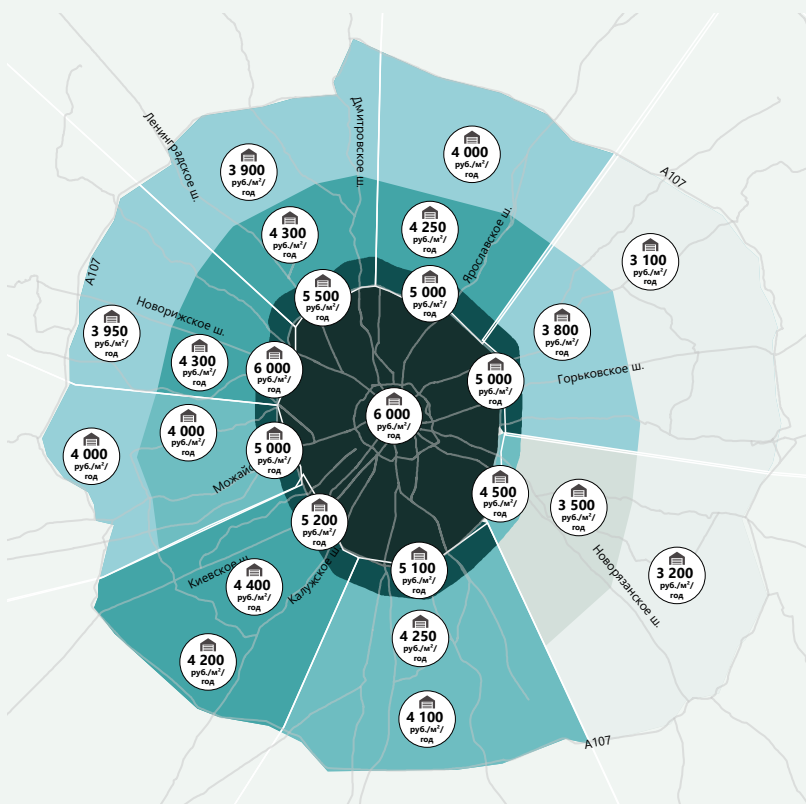 Дмитровское ш.
Ленинградское ш.
4 000
руб./м²/
год
3 900
руб./м²/
год
A107
4 250
руб./м²/
год
4 300
руб./м²/
год
Ярославское ш.
3 100
руб./м²/
год
A107
5 500
руб./м²/
год
5 000
руб./м²/
год
Новорижское ш.
3 950
руб./м²/
год
3 800
руб./м²/
год
4 300
руб./м²/
год
6 000
руб./м²/
год
5 000
руб./м²/
год
Горьковское ш.
6 000
руб./м²/
год
4 000
руб./м²/
год
4 000
руб./м²/
год
5 000
руб./м²/
год
Можайс
4 500
руб./м²/
год
3 500
руб./м²/
год
5 200
руб./м²/
год
Киевское ш.
Калужское ш.
5 100
руб./м²/
год
Новорязанское ш.
3 200
руб./м²/
год
4 400
руб./м²/
год
4 250
руб./м²/
год
4 200
руб./м²/
год
4 100
руб./м²/
год
A107